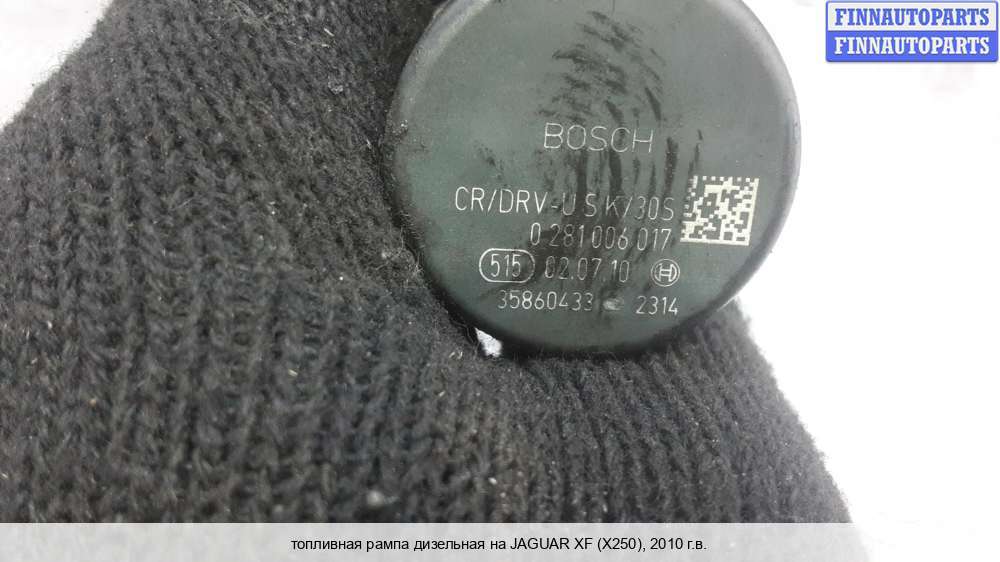 FINNAUTOPARTS
FINNAUTOPARTS
BOSCH
CR/DRV-U S K/30S
0 281 006 017
515 02.07.10
35860433 2314
топливная рампа дизельная на JAGUAR XF (X250), 2010 г.в.